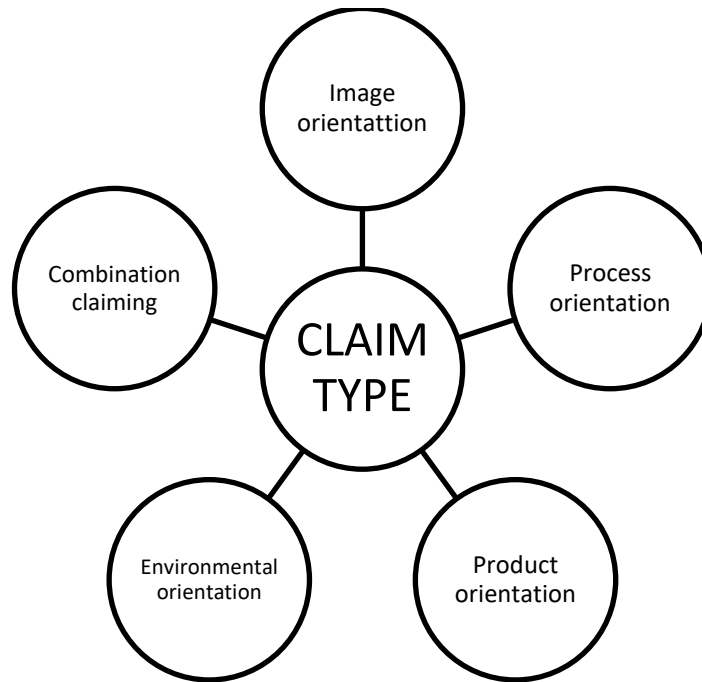 Image
orientattion
Combination
claiming
Process
orientation
CLAIM
TYPE
Environmental
orientation
Product
orientation